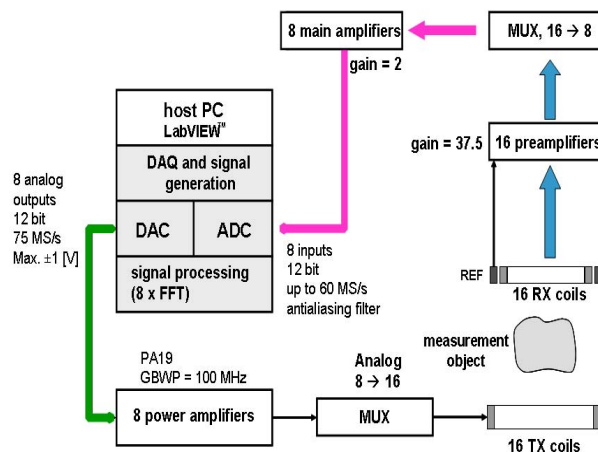 8 main amplifiers
gain = 2
MUX, 16 → 8
host PC
LabVIEW™
DAQ and signal
generation
DAC
ADC
signal processing
(8 x FFT)
8 analog
outputs
12 bit
75 MS/s
Max. ±1 [V]
8 inputs
12 bit
up to 60 MS/s
antialiasing filter
gain = 37.5
16 preamplifiers
REF
16 RX coils
measurement
object
PA19
GBWP = 100 MHz
8 power amplifiers
Analog
8 → 16
MUX
16 TX coils